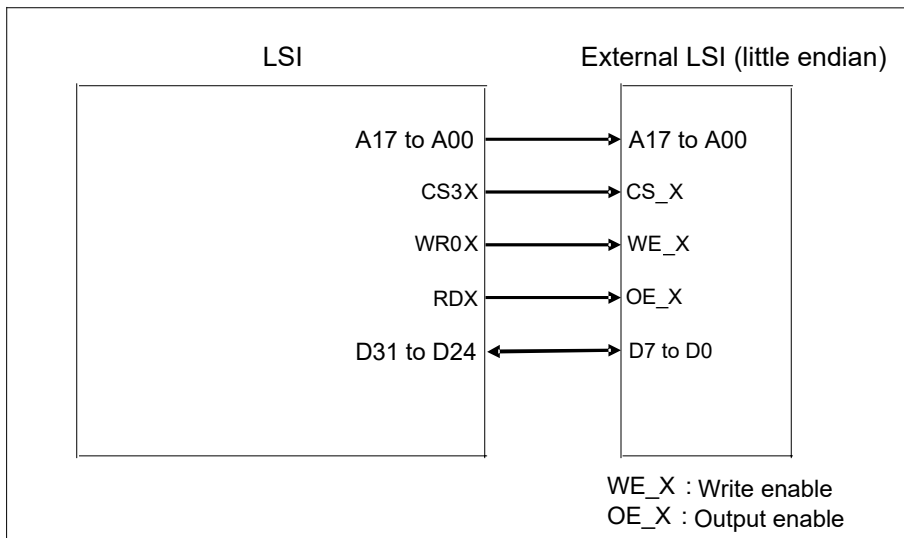 LSI External LSI (little endian)
A17 to A00 A17 to A00
CS3X CS_X
WR0X WE_X
RDX OE_X
D31 to D24 D7 to D0
WE_X : Write enable
OE_X : Output enable